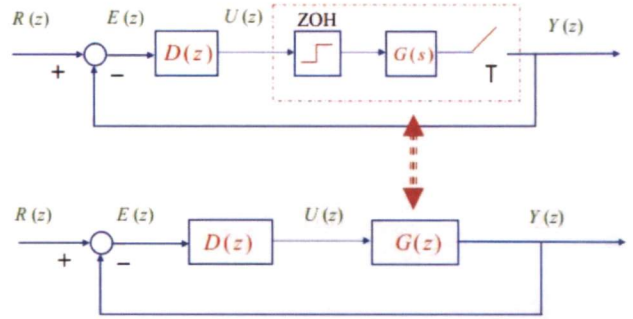 R(z) E(z) U(z) ZOH Y(z)
D(z) G(s)
+ − T
R(z) E(z) U(z) Y(z)
D(z) G(z)
+ −